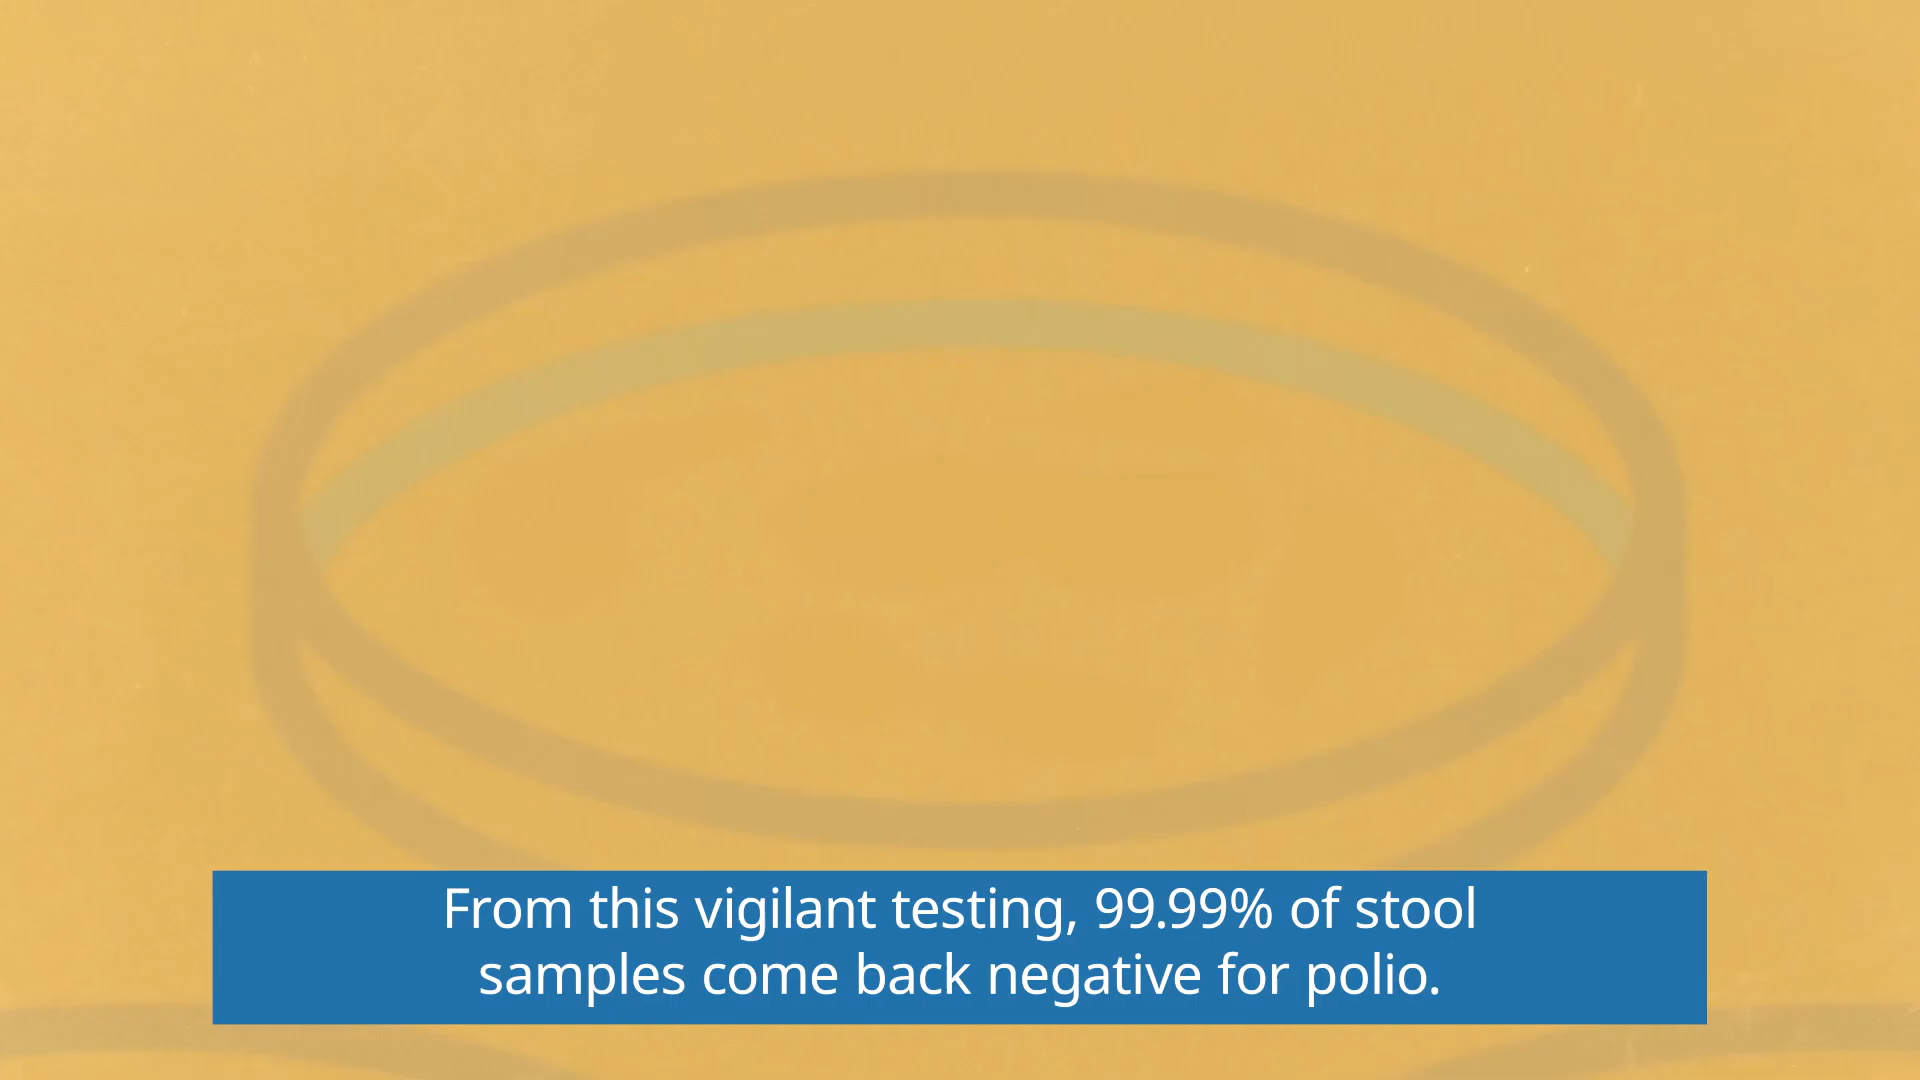 From this vigilant testing, 99.99% of stool
samples come back negative for polio.